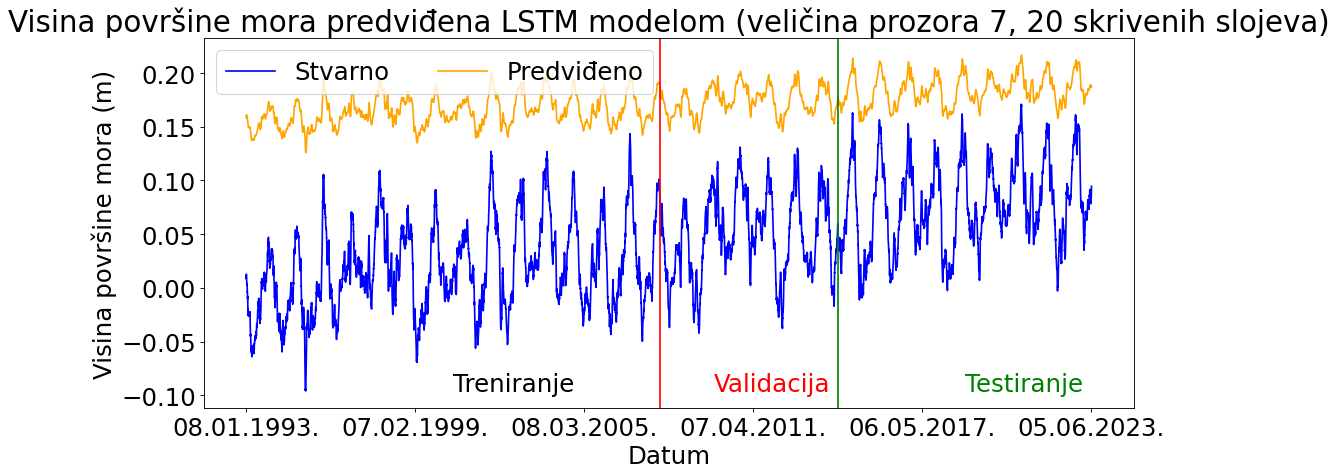 Visina površine mora predviđena LSTM modelom (veličina prozora 7, 20 skrivenih slojeva)
Stvarno Predviđeno
Visina površine mora (m)
0.20
0.15
0.10
0.05
0.00
−0.05
−0.10
Treniranje Validacija Testiranje
08.01.1993. 07.02.1999. 08.03.2005. 07.04.2011. 06.05.2017. 05.06.2023.
Datum